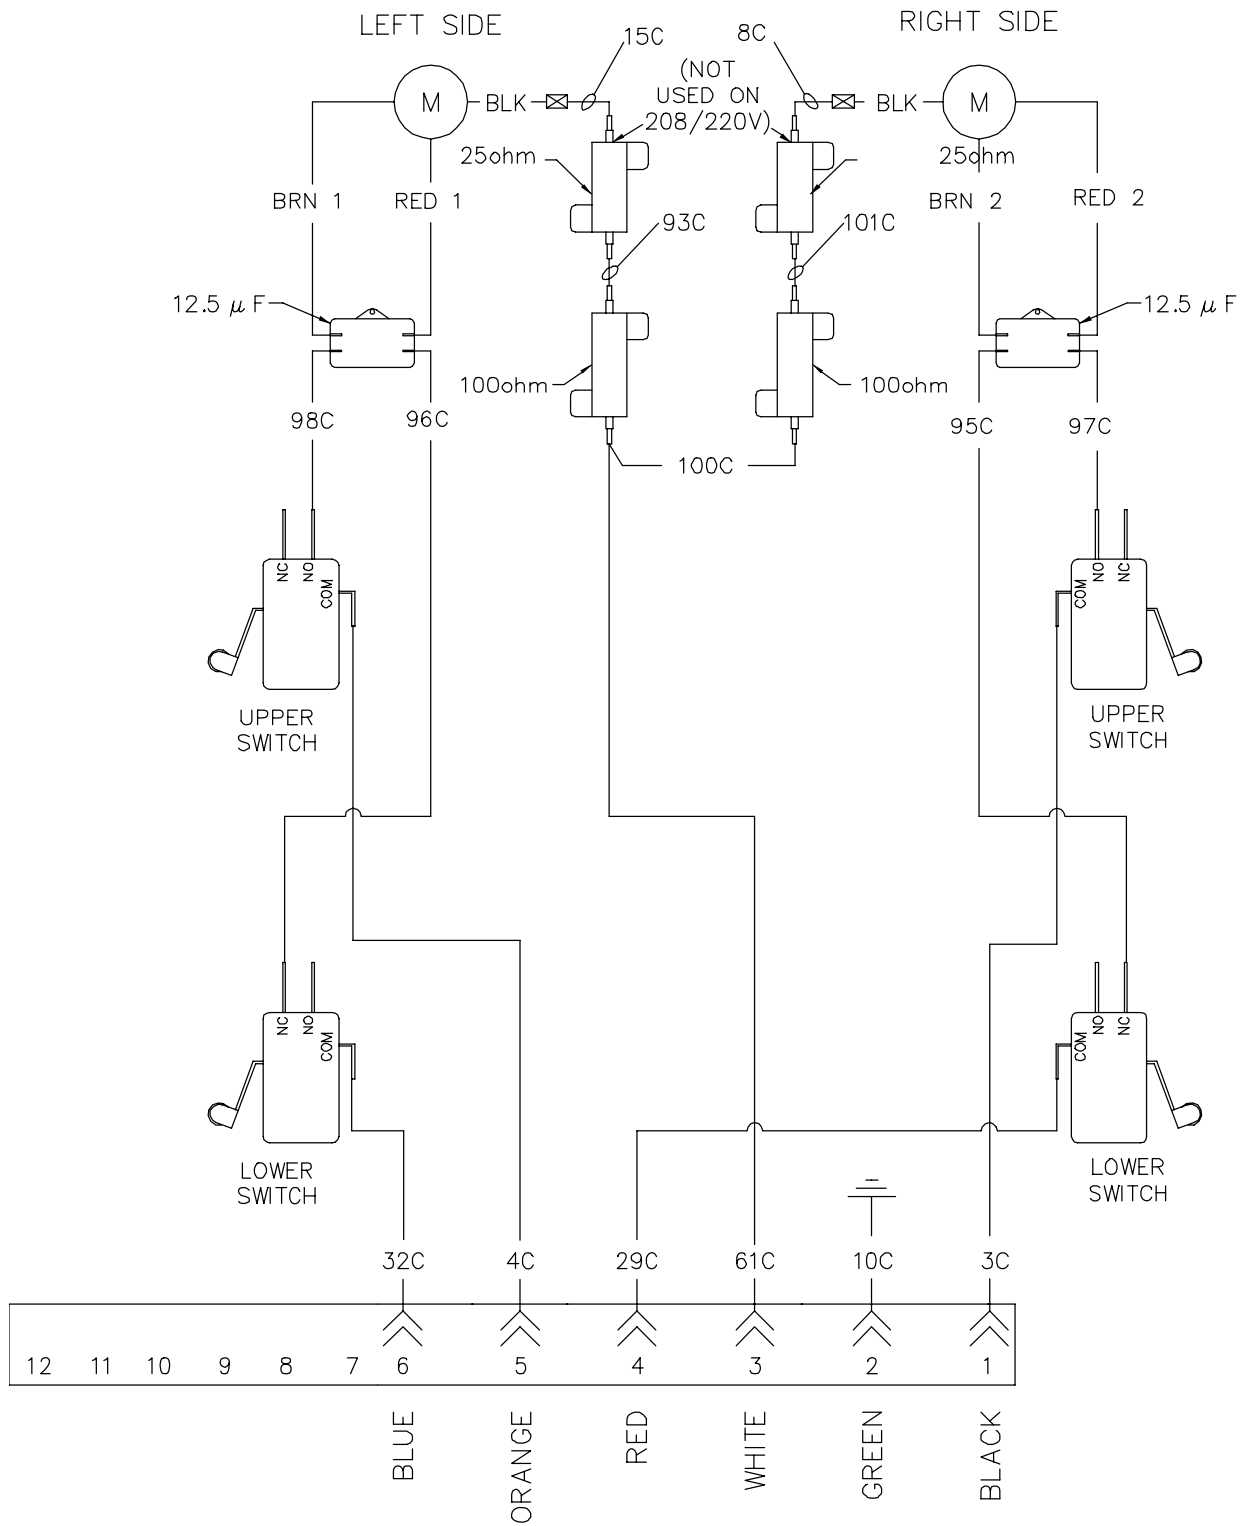 LEFT SIDE
RIGHT SIDE
15C
8C
(NOT
USED ON
208/220V)
M
BLK
BLK
M
25ohm
25ohm
BRN 1
RED 1
BRN 2
RED 2
93C
101C
12.5 μ F
12.5 μ F
100ohm
100ohm
98C
96C
95C
97C
100C
NC
NO
COM
COM
NO
NC
UPPER
SWITCH
UPPER
SWITCH
NC
NO
COM
COM
NO
NC
LOWER
SWITCH
LOWER
SWITCH
32C
4C
29C
61C
10C
3C
12
11
10
9
8
7
6
5
4
3
2
1
BLUE
ORANGE
RED
WHITE
GREEN
BLACK